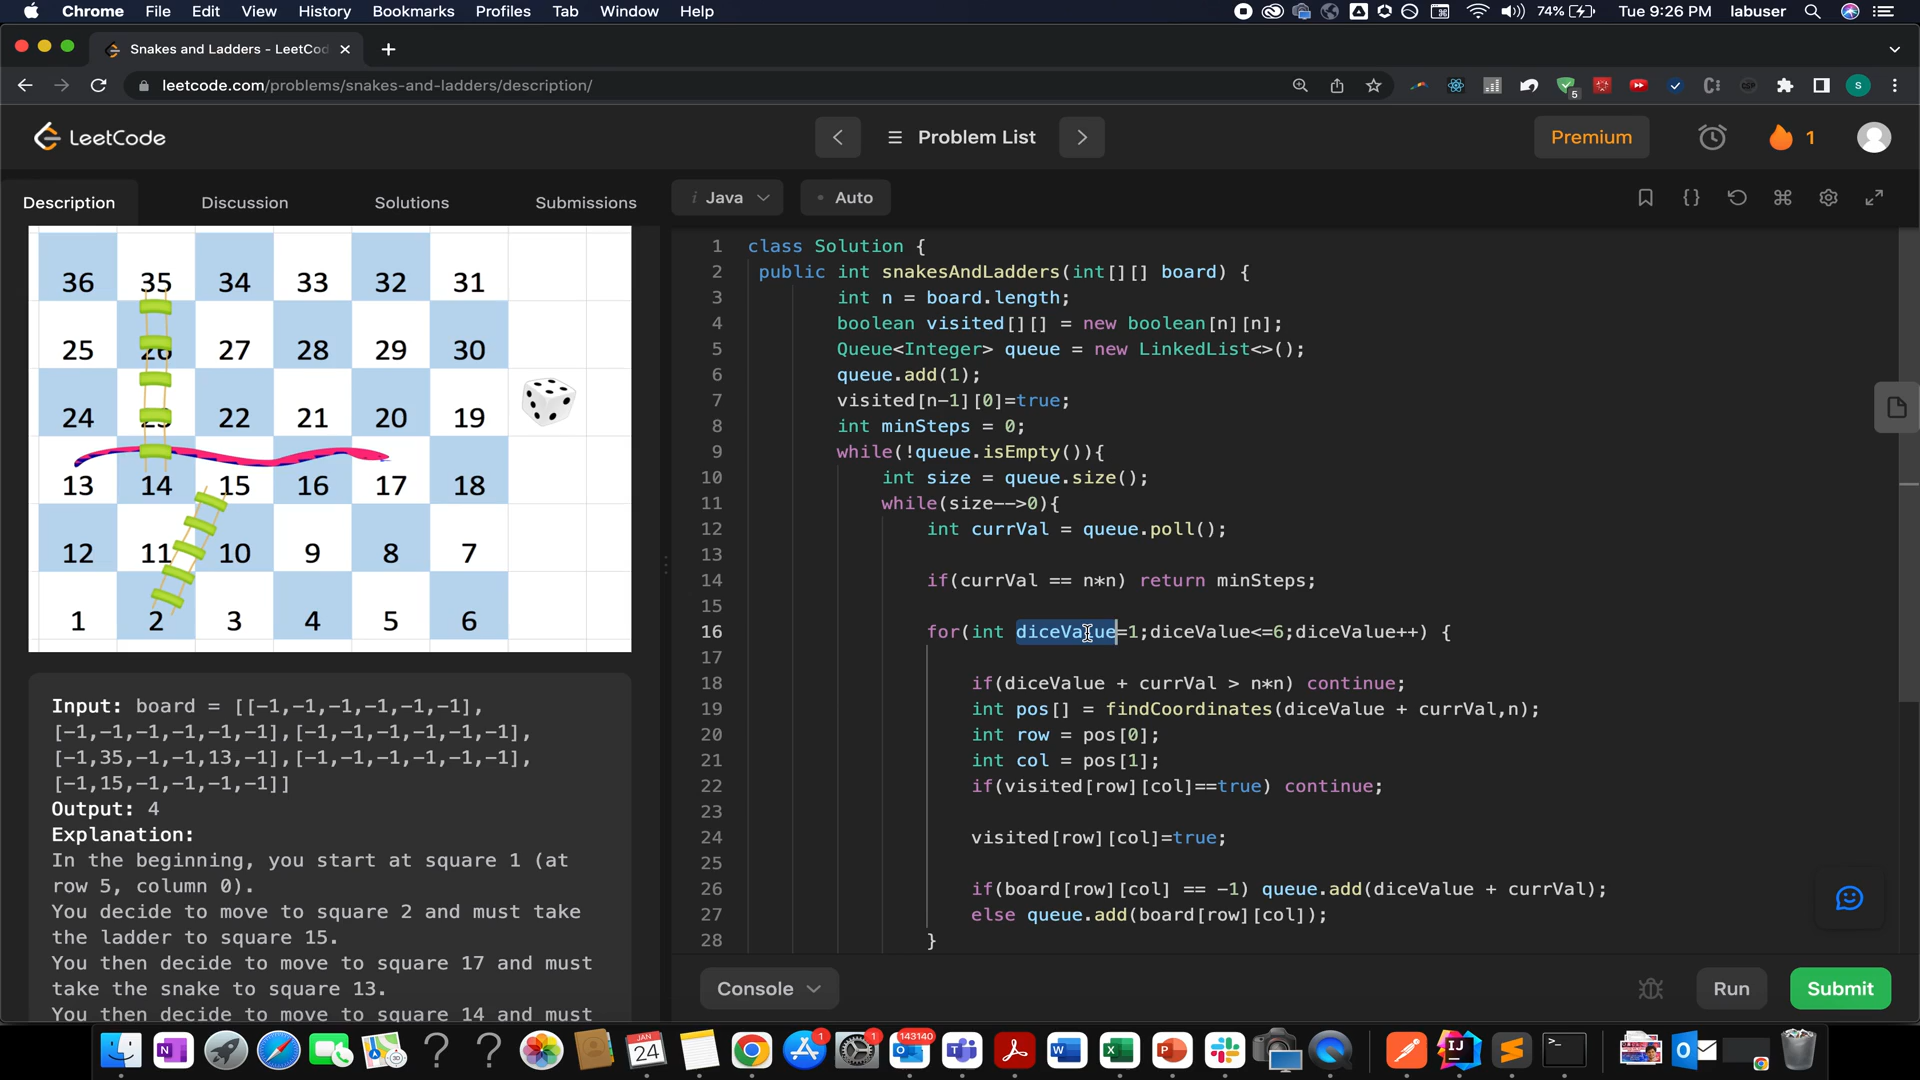 Chrome File Edit View History Bookmarks Profiles Tab Window Help 74% Tue 9:26 PM labuser
Snakes and Ladders - LeetCod
leetcode.com/problems/snakes-and-ladders/description/
5
S
LeetCode
Problem List
Premium
1
Description Discussion Solutions Submissions
i Java
Auto
36 35 34 33 32 31
25 26 27 28 29 30
24 23 22 21 20 19
13 14 15 16 17 18
12 11 10 9 8 7
1 2 3 4 5 6
Input: board = [[-1,-1,-1,-1,-1,-1],
[-1,-1,-1,-1,-1,-1],[-1,-1,-1,-1,-1,-1],
[-1,35,-1,-1,13,-1],[-1,-1,-1,-1,-1,-1],
[-1,15,-1,-1,-1,-1]]
Output: 4
Explanation:
In the beginning, you start at square 1 (at
row 5, column 0).
You decide to move to square 2 and must take
the ladder to square 15.
You then decide to move to square 17 and must
take the snake to square 13.
You then decide to move to square 14 and must
1 class Solution {
2 public int snakesAndLadders(int[][] board) {
3 int n = board.length;
4 boolean visited[][] = new boolean[n][n];
5 Queue<Integer> queue = new LinkedList<>();
6 queue.add(1);
7 visited[n-1][0]=true;
8 int minSteps = 0;
9 while(!queue.isEmpty()){
10 int size = queue.size();
11 while(size-->0){
12 int currVal = queue.poll();
13
14 if(currVal == n*n) return minSteps;
15
16 for(int diceValue=1;diceValue<=6;diceValue++) {
17
18 if(diceValue + currVal > n*n) continue;
19 int pos[] = findCoordinates(diceValue + currVal,n);
20 int row = pos[0];
21 int col = pos[1];
22 if(visited[row][col]==true) continue;
23
24 visited[row][col]=true;
25
26 if(board[row][col] == -1) queue.add(diceValue + currVal);
27 else queue.add(board[row][col]);
28 }
Console
Run
Submit
JAN
24
1
1
143140